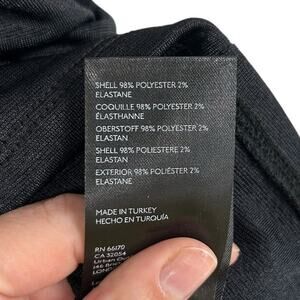 SHELL 98% POLYESTER 2%
ELASTANE
COQUILLE 98% POLYESTER 2%
ÉLASTHANNE
OBERSTOFF 98% POLYESTER 2%
ELASTAN
SHELL 98% POLIESTERE 2%
ELASTAN
EXTERIOR 98% POLIÉSTER 2%
ELASTANE
MADE IN TURKEY
HECHO EN TURQUÍA
RN 66170
CA 32054
Urban